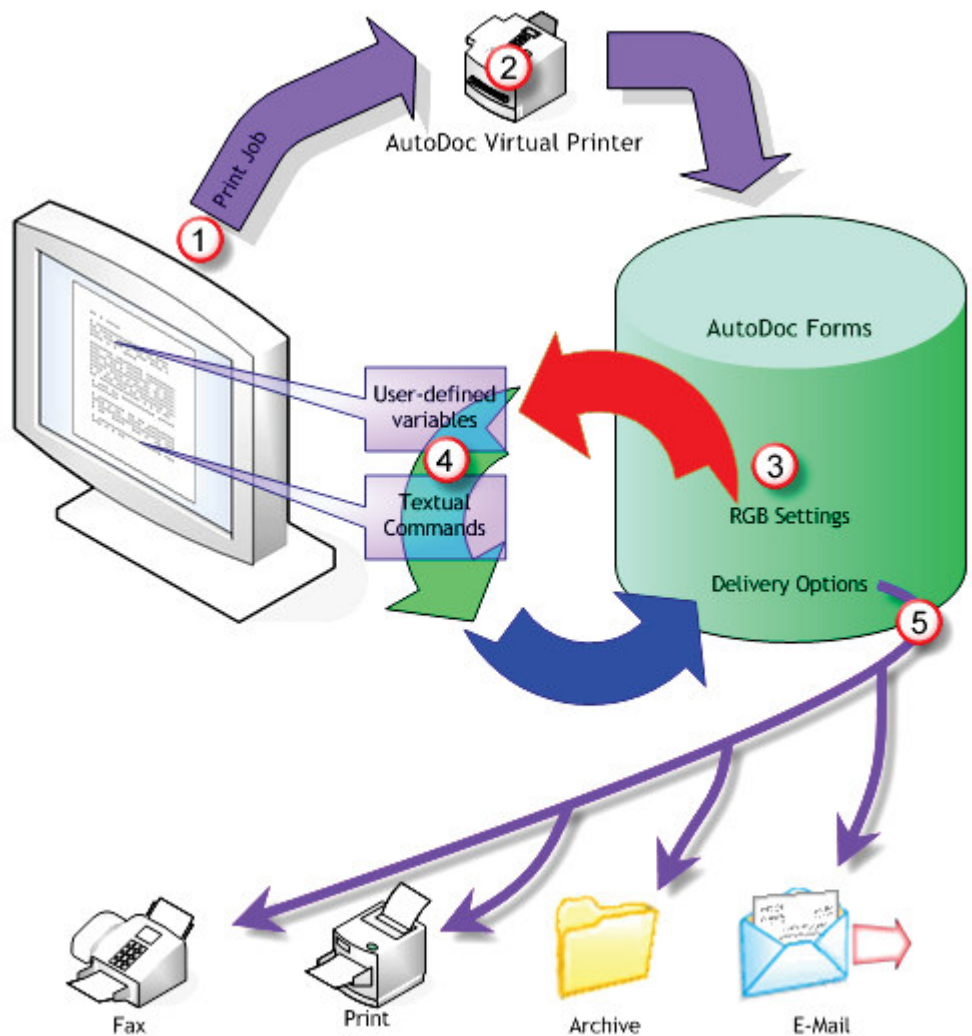 2
AutoDoc Virtual Printer
Print Job
1
AutoDoc Forms
User-defined
variables
4
3
Textual
Commands
RGB Settings
Delivery Options
5
Fax
Print
Archive
E-Mail